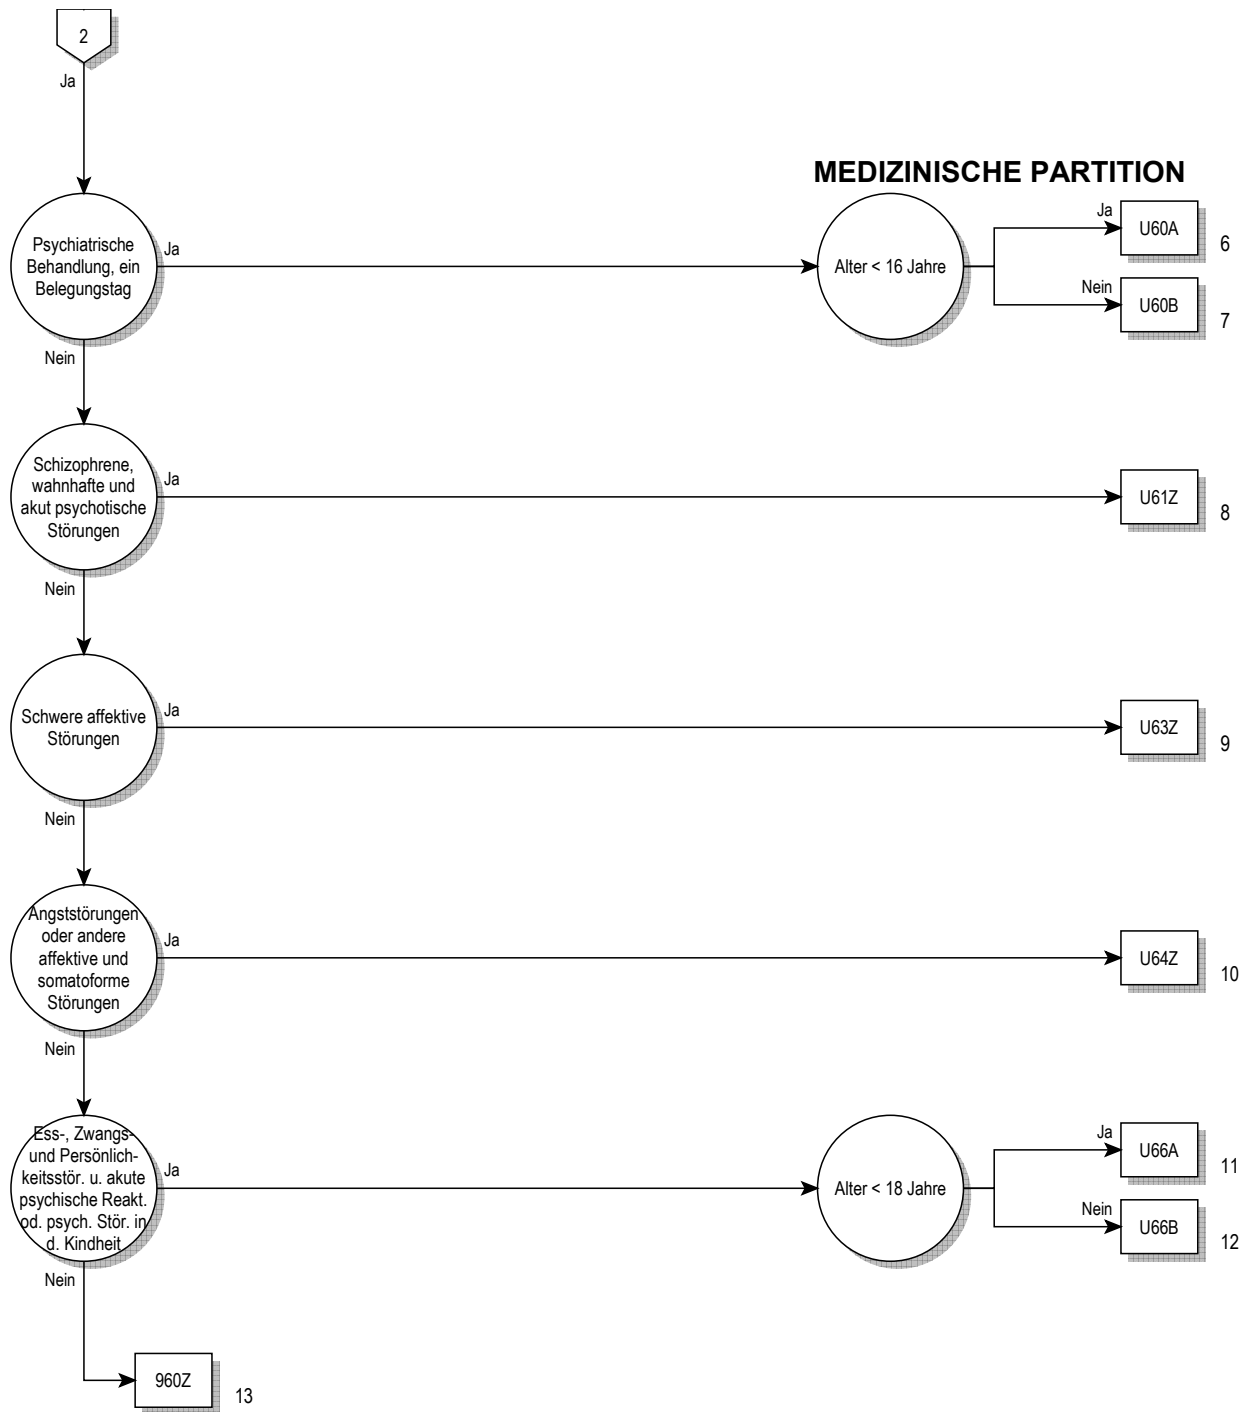 2
Ja
MEDIZINISCHE PARTITION
Psychiatrische
Behandlung, ein
Belegungstag
Ja
Alter < 16 Jahre
Ja
U60A
6
Nein
U60B
7
Nein
Schizophrene,
wahnhafte und
akut psychotische
Störungen
Ja
U61Z
8
Nein
Schwere affektive
Störungen
Ja
U63Z
9
Nein
Angststörungen
oder andere
affektive und
somatoforme
Störungen
Ja
U64Z
10
Nein
Ess-, Zwangs-
und Persönlich-
keitsstör. u. akute
psychische Reakt.
od. psych. Stör. in
d. Kindheit
Ja
Alter < 18 Jahre
Ja
U66A
11
Nein
U66B
12
Nein
960Z
13